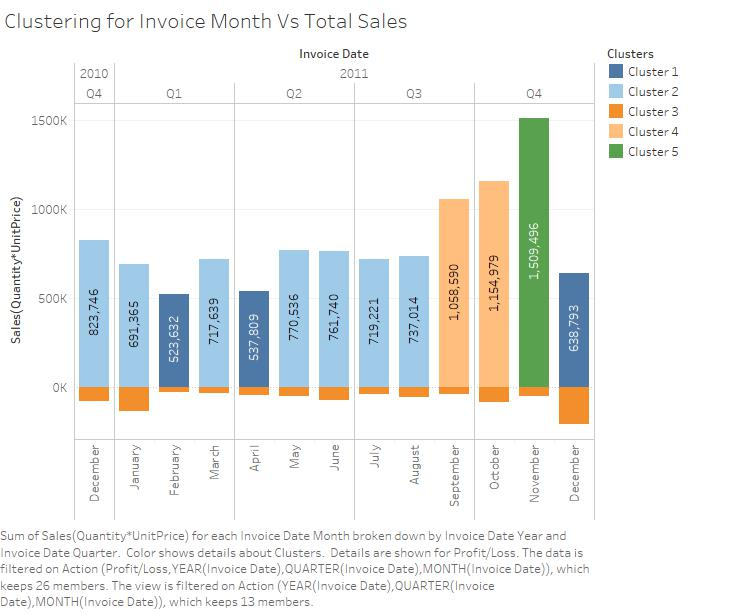 Clustering for Invoice Month Vs Total Sales
Invoice Date
Clusters
2010
2011
Cluster 1
Cluster 2
Cluster 3
Cluster 4
Cluster 5
Q4
Q1
Q2
Q3
Q4
1500K
1000K
500K
0K
Sales(Quantity*UnitPrice)
823,746
691,365
523,632
717,639
537,809
770,536
761,740
719,221
737,014
1,058,590
1,154,979
1,509,496
638,793
December
January
February
March
April
May
June
July
August
September
October
November
December
Sum of Sales(Quantity*UnitPrice) for each Invoice Date Month broken down by Invoice Date Year and
Invoice Date Quarter.  Color shows details about Clusters.  Details are shown for Profit/Loss. The data is
filtered on Action (Profit/Loss,YEAR(Invoice Date),QUARTER(Invoice Date),MONTH(Invoice Date)), which
keeps 26 members. The view is filtered on Action (YEAR(Invoice Date),QUARTER(Invoice
Date),MONTH(Invoice Date)), which keeps 13 members.